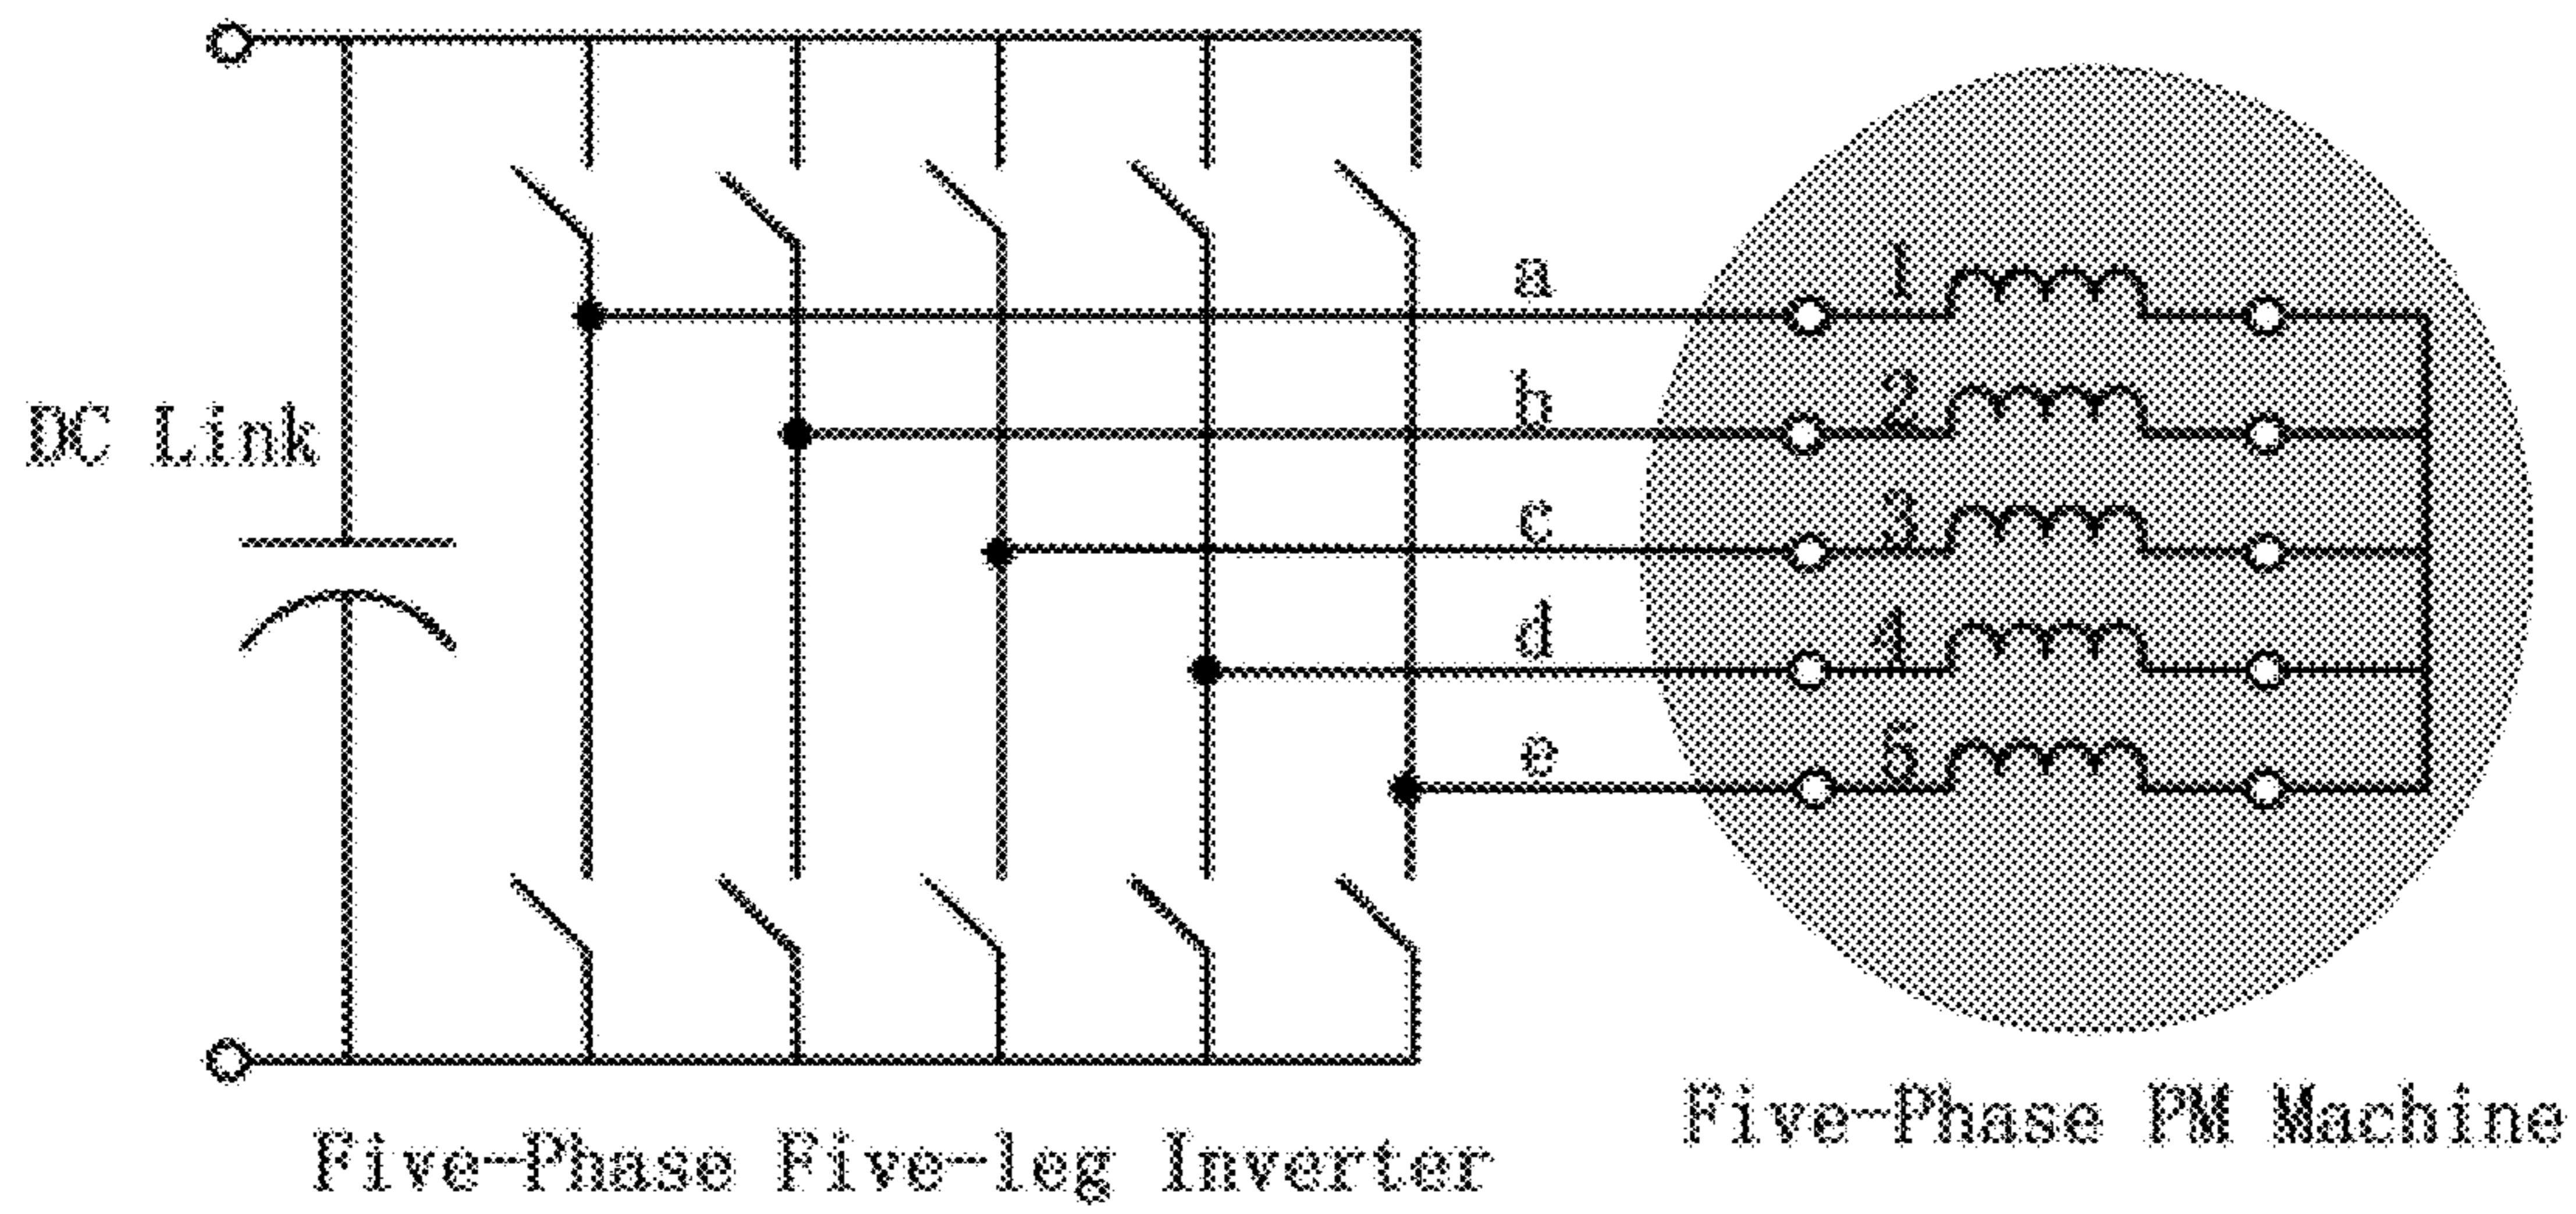 a
1
b
2
DC Link
c
3
d
4
e
5
Five-Phase PM Machine
Five-Phase Five-leg Inverter